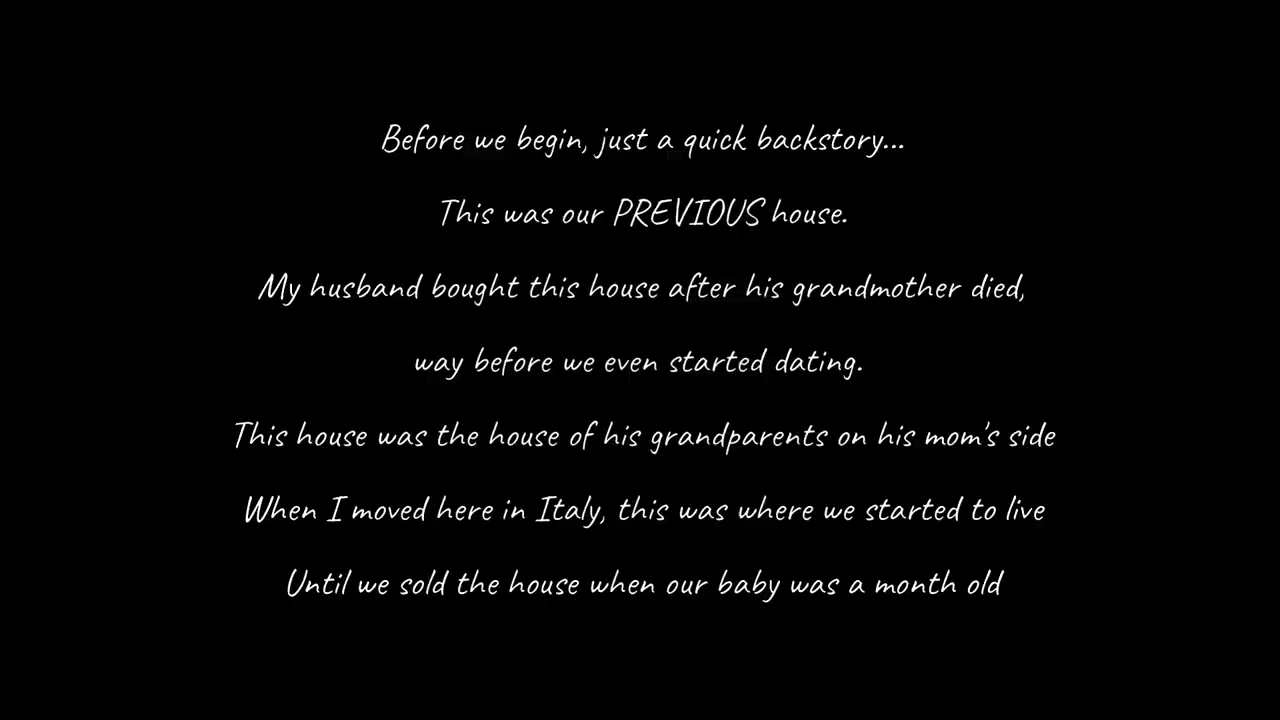 Before we begin, just a quick backstory...
This was our PREVIOUS house.
My husband bought this house after his grandmother died,
way before we even started dating.
This house was the house of his grandparents on his mom's side
When I moved here in Italy, this was where we started to live
Until we sold the house when our baby was a month old